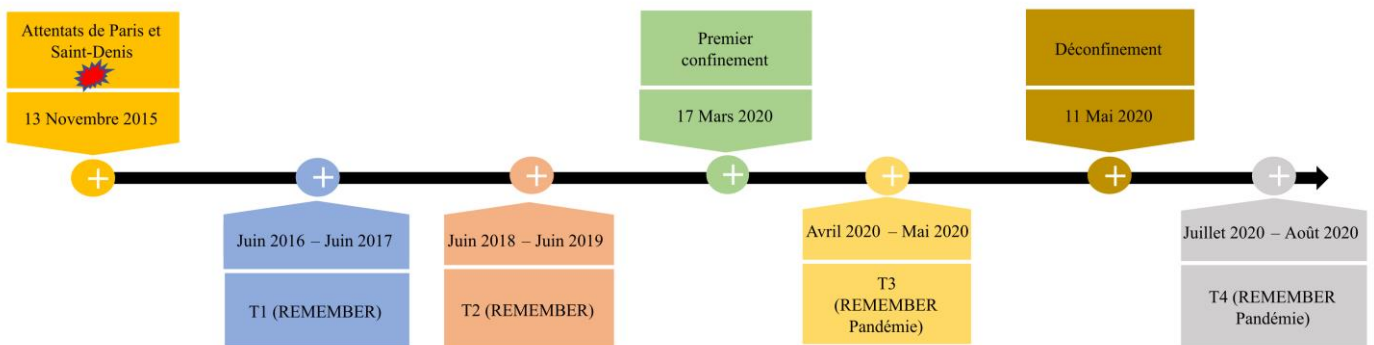 Attentats de Paris et
Saint-Denis
13 Novembre 2015
Juin 2016 – Juin 2017
T1 (REMEMBER)
Juin 2018 – Juin 2019
T2 (REMEMBER)
Premier
confinement
17 Mars 2020
Avril 2020 – Mai 2020
T3
(REMEMBER
Pandémie)
Déconfinement
11 Mai 2020
Juillet 2020 – Août 2020
T4 (REMEMBER
Pandémie)